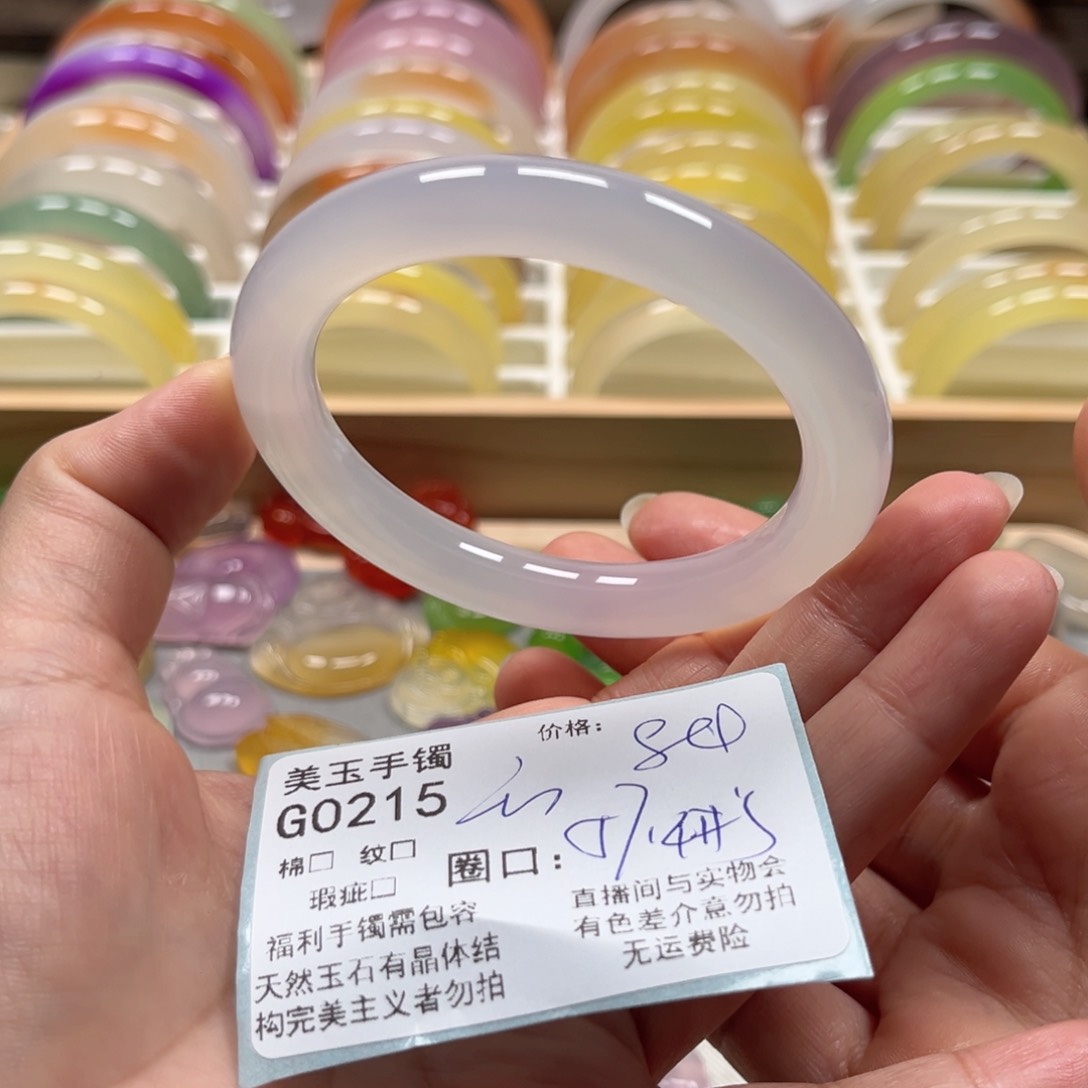 价格:
美玉手镯
G0215
棉□ 纹□
圈口:
瑕疵□
福利手镯需包容
天然玉石有晶体结
构完美主义者勿拍
直播间与实物会
有色差介意勿拍
无运费险